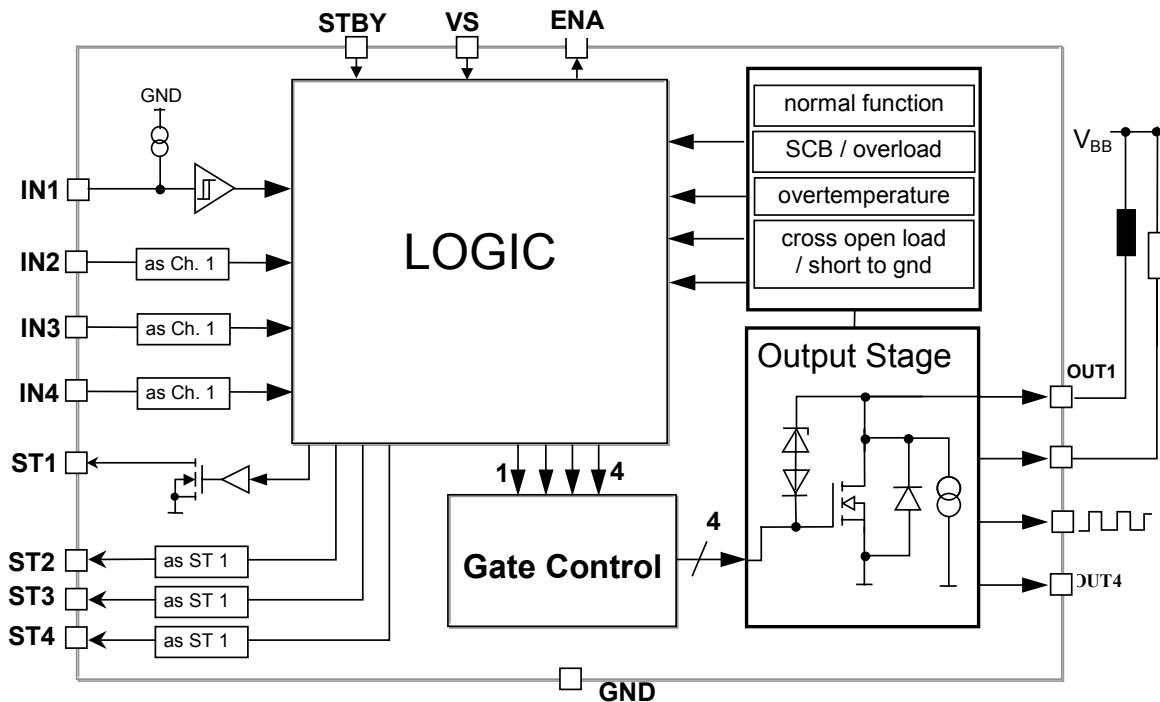 STBY
VS
ENA
GND
normal function
SCB / overload
overtemperature
cross open load
/ short to gnd
VBB
IN1
IN2
as Ch. 1
IN3
as Ch. 1
IN4
as Ch. 1
LOGIC
Output Stage
OUT1
ST1
1
4
Gate Control
4
ST2
as ST 1
ST3
as ST 1
ST4
as ST 1
OUT4
GND